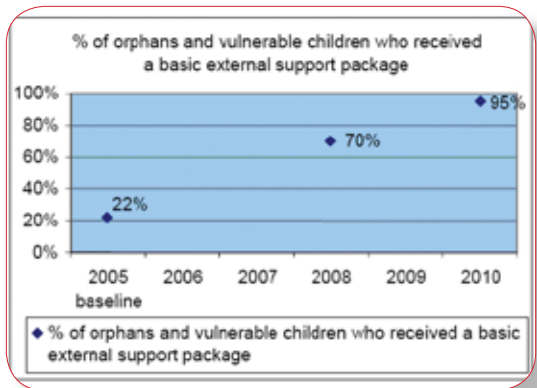 % of orphans and vulnerable children who received
a basic external support package
100%
80%
60%
40%
20%
0%
22%
70%
95%
2005 2006 2007 2008 2009 2010
baseline
% of orphans and vulnerable children who received a basic
external support package